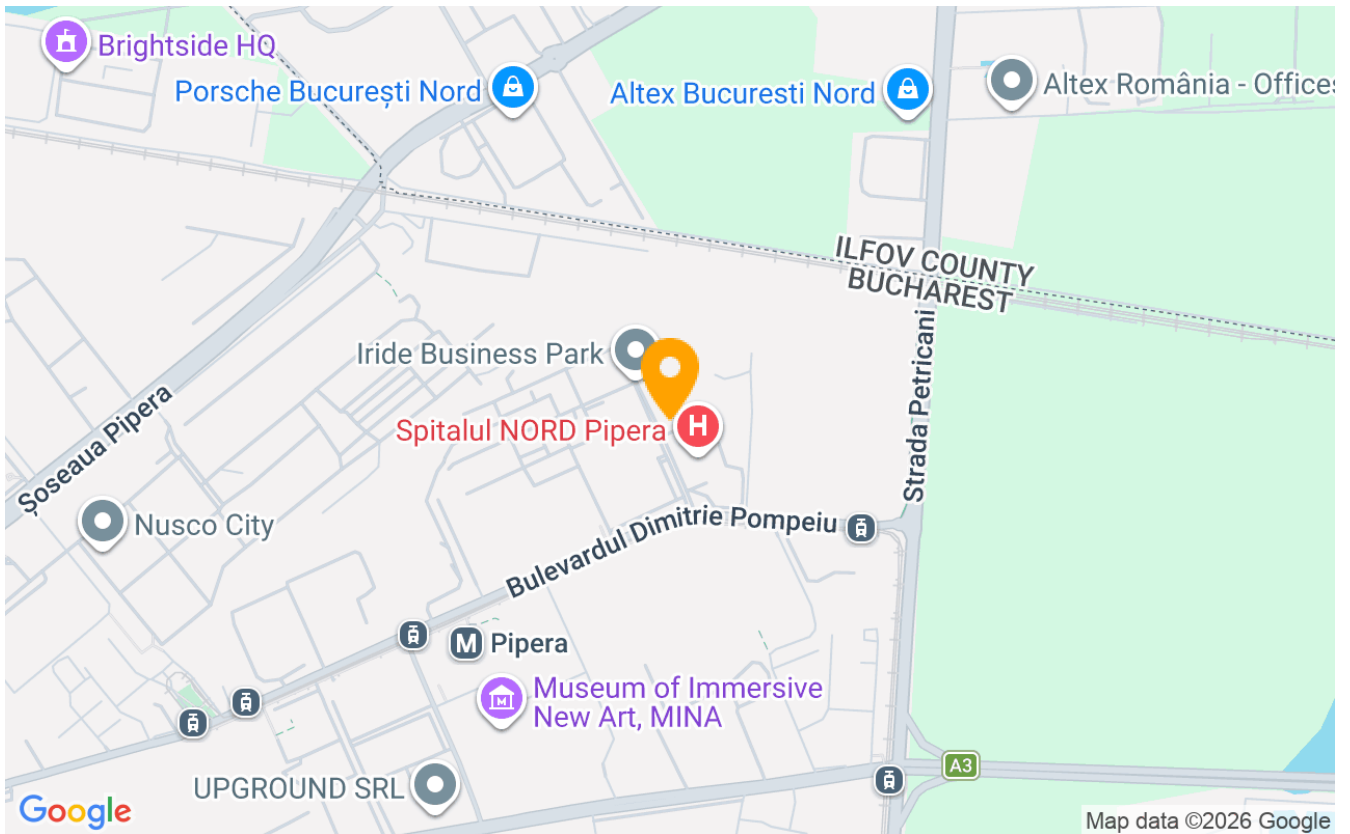 Brightside HQ
Porsche București Nord
Altex Bucuresti Nord
Altex România - Offices
ILFOV COUNTY
BUCHAREST
Iride Business Park
Strada Petricani
Șoseaua Pipera
Spitalul NORD Pipera
H
Nusco City
Bulevardul Dimitrie Pompeiu
M Pipera
M
Museum of Immersive
New Art, MINA
A3
UPGROUND SRL
Google
Map data ©2026 Google